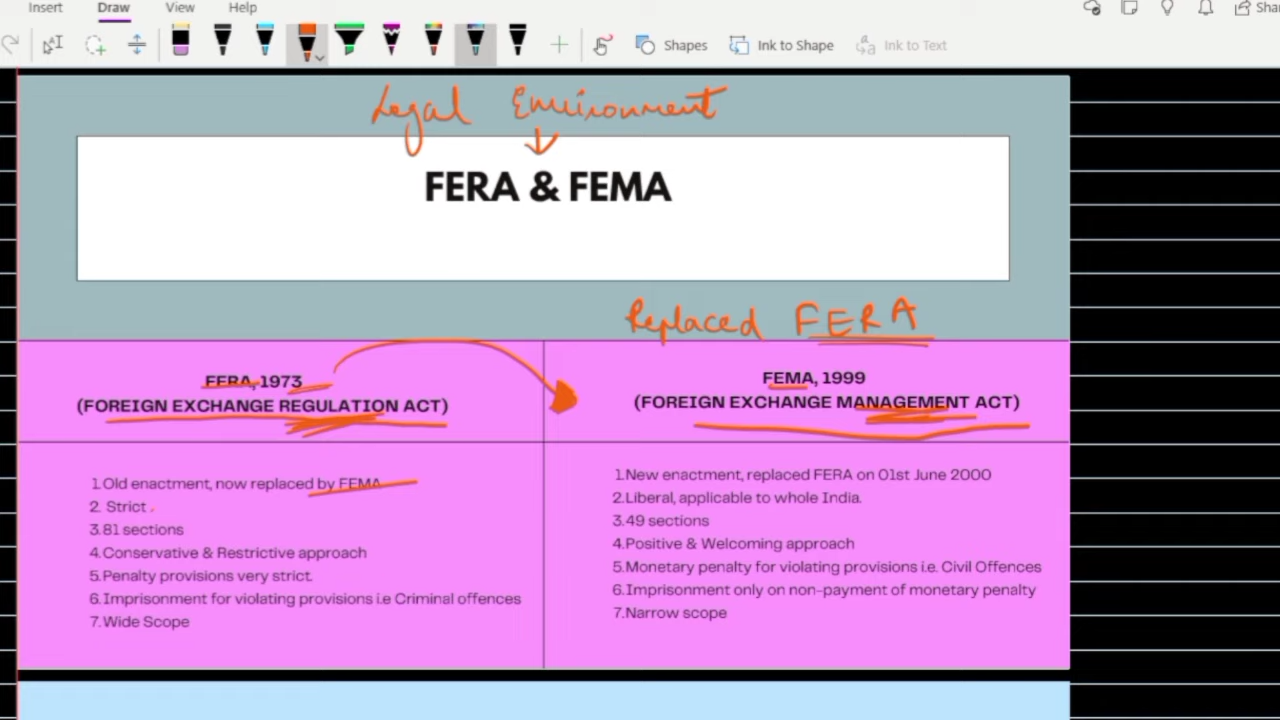 Insert Draw View Help
Shar
Shapes Ink to Shape Ink to Text
Legal Environment
FERA & FEMA
Replaced FERA
FERA, 1973
(FOREIGN EXCHANGE REGULATION ACT)
1.Old enactment, now replaced by FEMA
2. Strict
3.81 sections
4.Conservative & Restrictive approach
5.Penalty provisions very strict.
6.Imprisonment for violating provisions i.e Criminal offences
7.Wide Scope
FEMA, 1999
(FOREIGN EXCHANGE MANAGEMENT ACT)
1.New enactment, replaced FERA on 01st June 2000
2.Liberal, applicable to whole India.
3.49 sections
4.Positive & Welcoming approach
5.Monetary penalty for violating provisions i.e. Civil Offences
6.Imprisonment only on non-payment of monetary penalty
7.Narrow scope